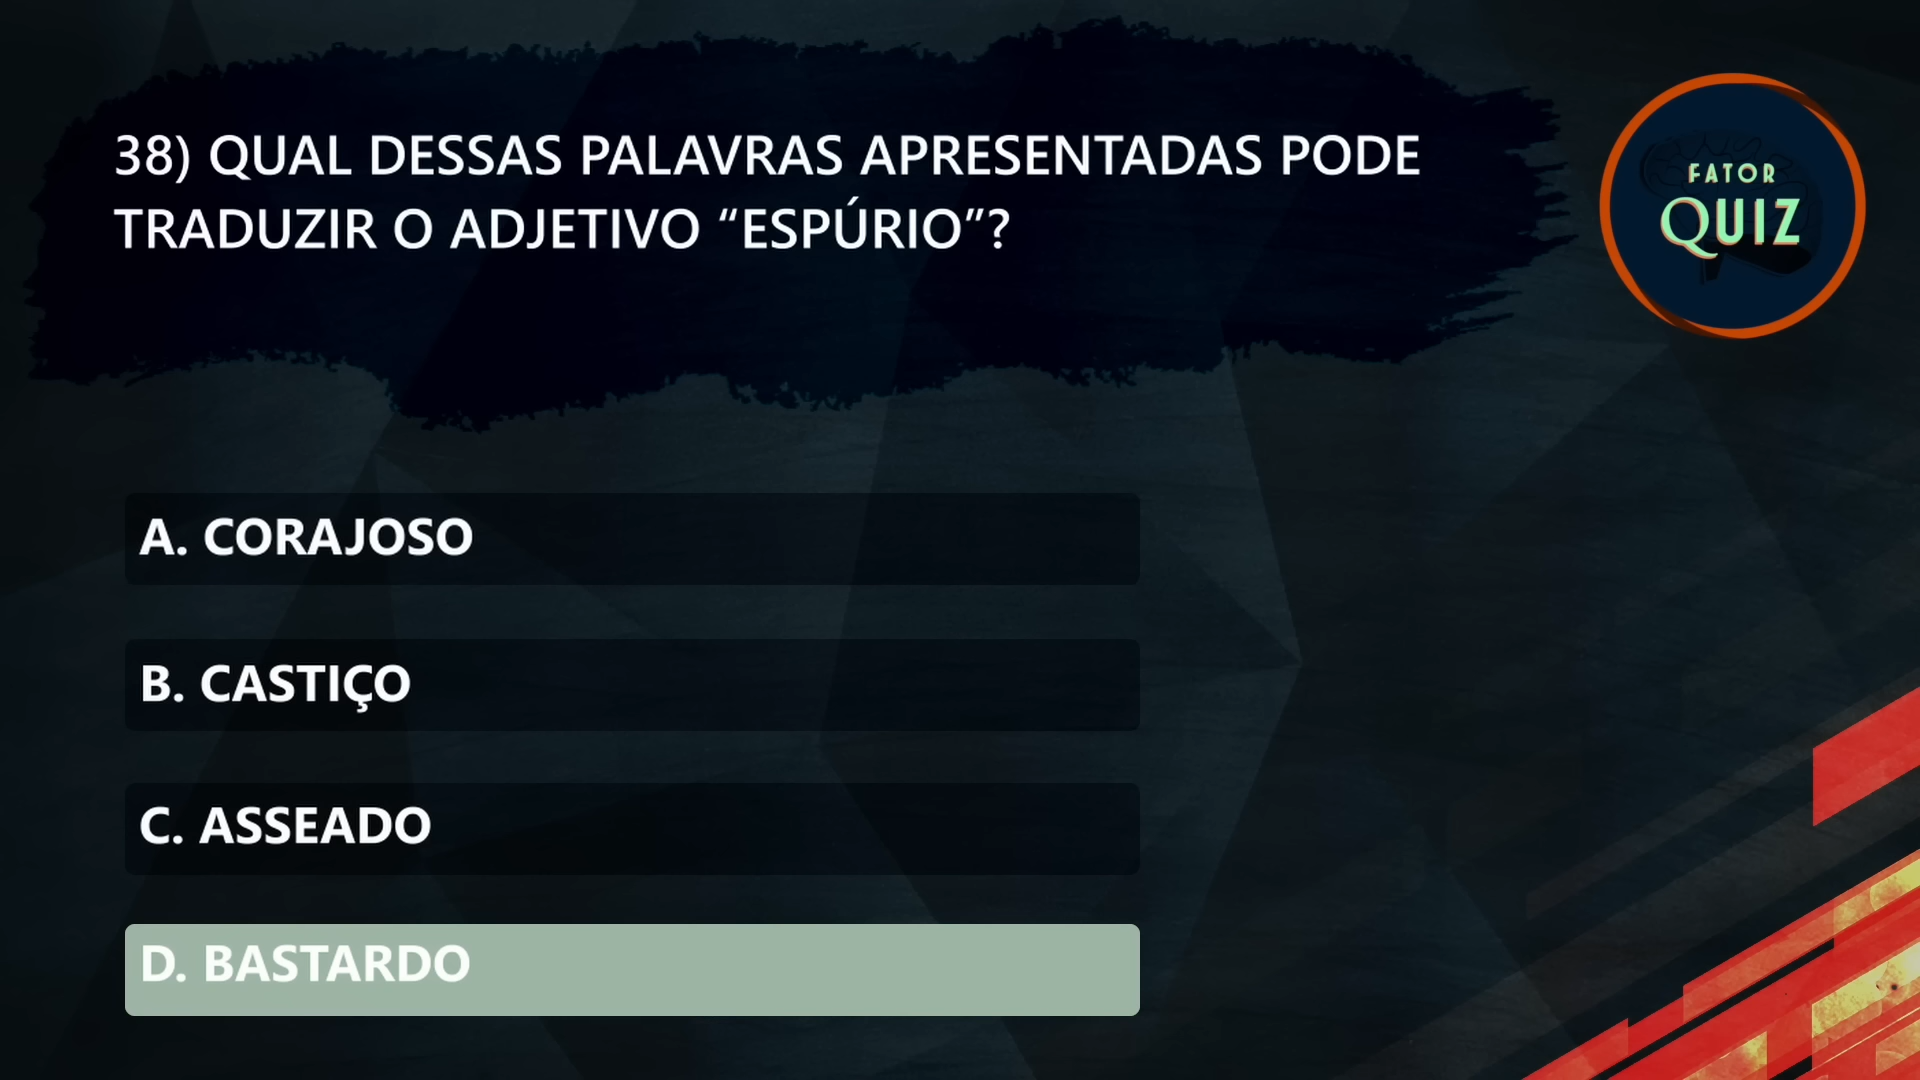 38) QUAL DESSAS PALAVRAS APRESENTADAS PODE
TRADUZIR O ADJETIVO “ESPÚRIO”?
FATOR
QUIZ
A. CORAJOSO
B. CASTIÇO
C. ASSEADO
D. BASTARDO